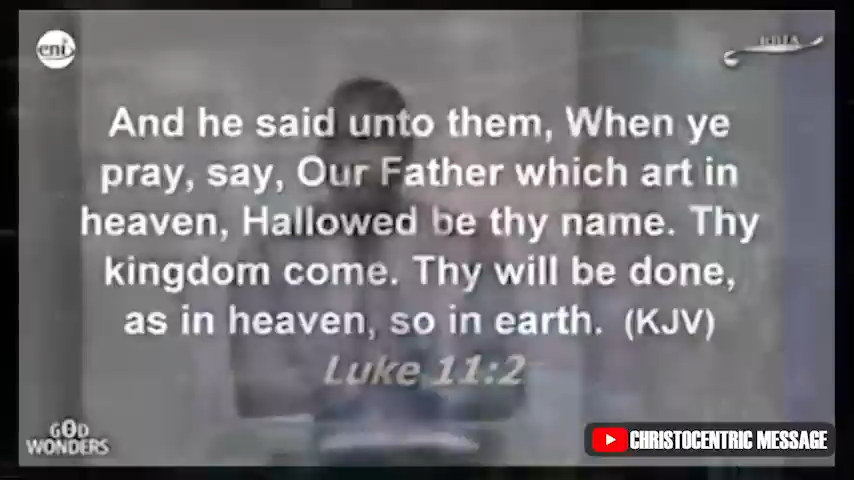 eni
And he said unto them, When ye
pray, say, Our Father which art in
heaven, Hallowed be thy name. Thy
kingdom come. Thy will be done,
as in heaven, so in earth. (KJV)
Luke 11:2
GOD
WONDERS
CHRISTOCENTRIC MESSAGE